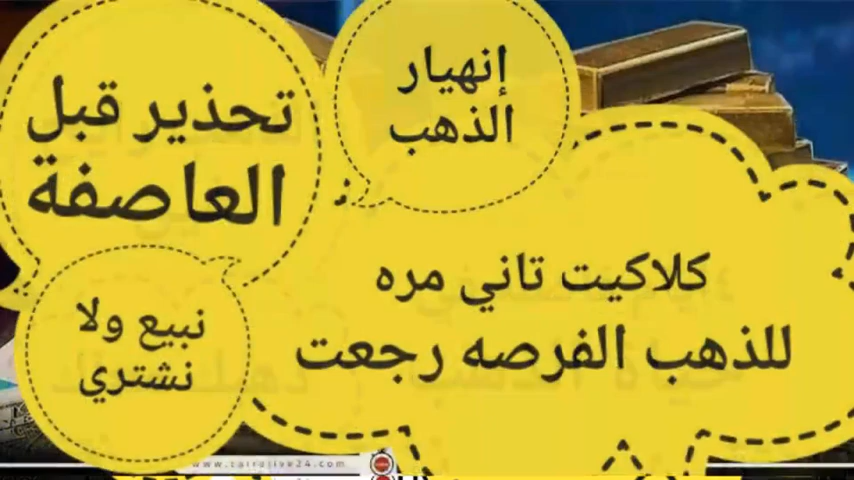 تحذير قبل
العاصفة
إنهيار
الذهب
كلاكيت تاني مره
للذهب الفرصه رجعت
نبيع ولا
نشتري
www.cairolive24.com